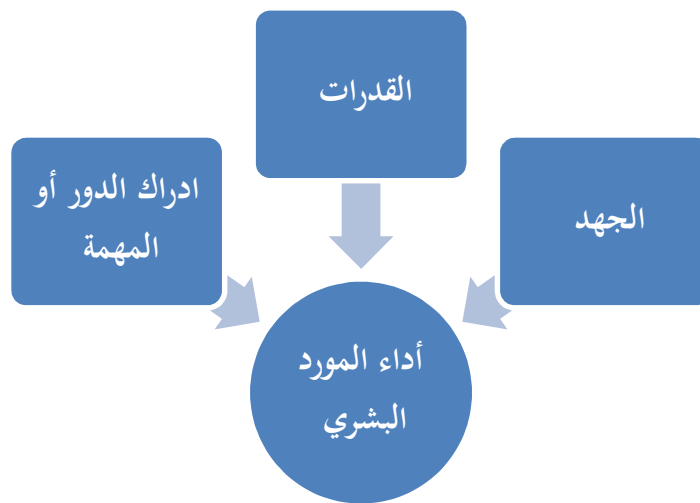 القدرات
الجهد
ادراك الدور أو
المهمة
أداء المورد
البشري